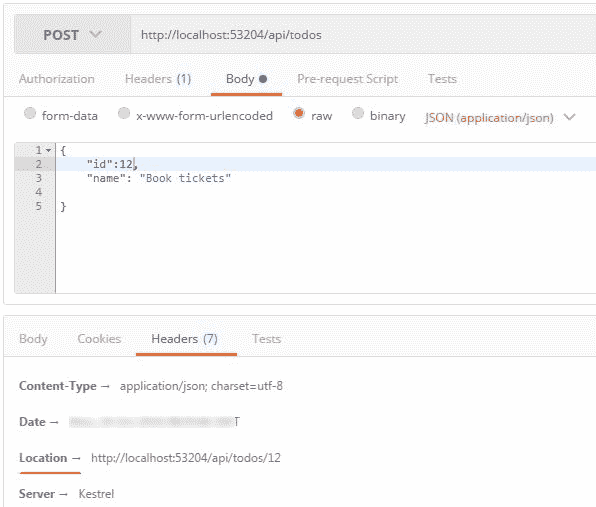 POST http://localhost:53204/api/todos
Authorization Headers (1) Body Pre-request Script Tests
form-data x-www-form-urlencoded raw binary JSON (application/json)
1 {
2 "id":12,
3 "name": "Book tickets"
4
5 }
Body Cookies Headers (7) Tests
Content-Type → application/json; charset=utf-8
Date → T
Location → http://localhost:53204/api/todos/12
Server → Kestrel